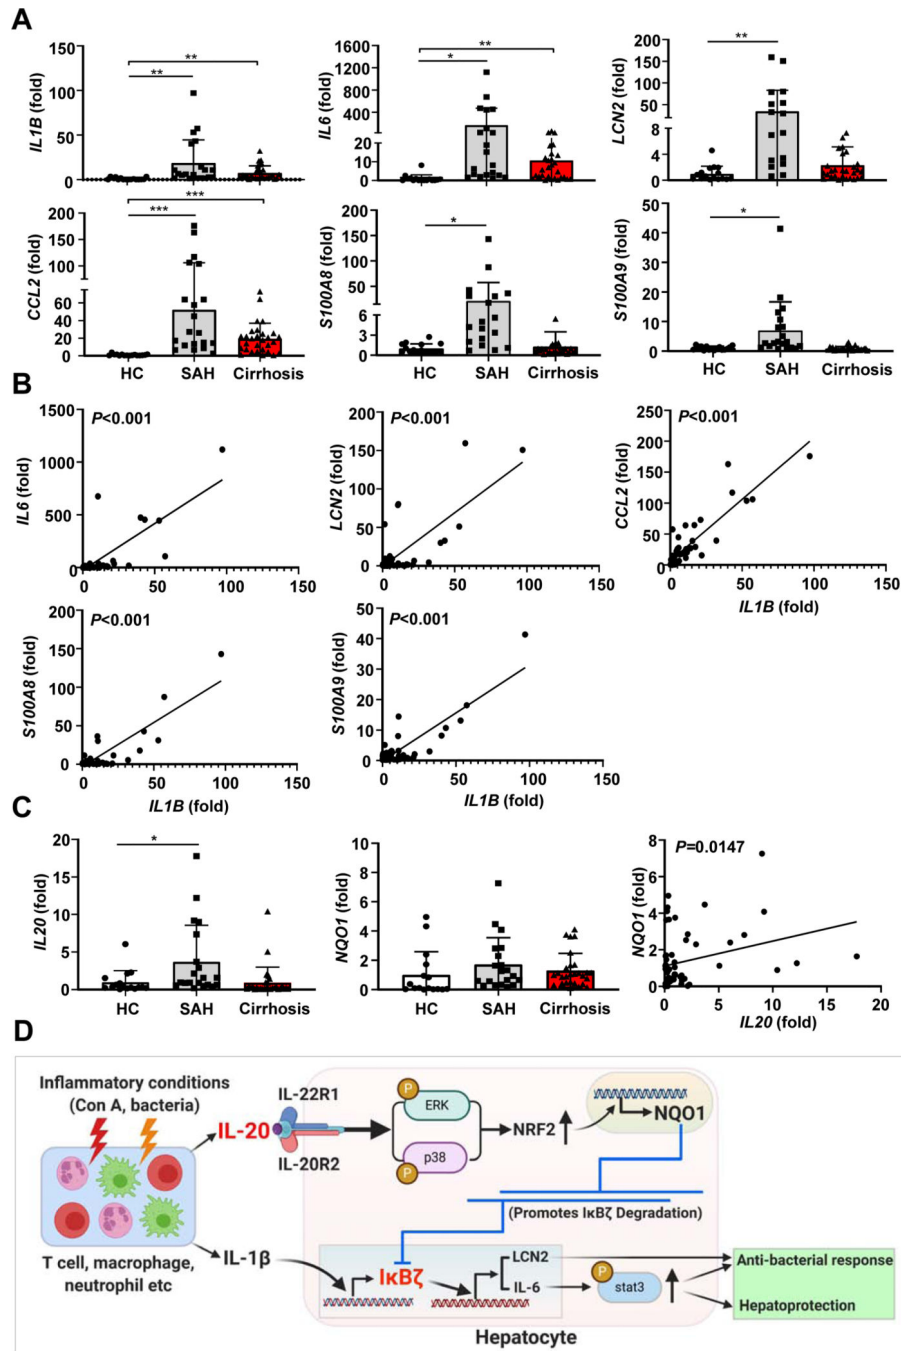 A
IL1B (fold)
150
100
50
0
**
**
IL6 (fold)
1600
1200
800
400
20
10
0
**
*
LCN2 (fold)
200
150
100
50
8
4
0
**
CCL2 (fold)
200
150
100
60
40
20
0
***
***
HC SAH Cirrhosis
S100A8 (fold)
200
150
100
50
6
3
0
*
HC SAH Cirrhosis
S100A9 (fold)
50
40
30
20
10
0
*
HC SAH Cirrhosis
B
IL6 (fold)
1500
1000
500
0
P<0.001
0 50 100 150
LCN2 (fold)
200
150
100
50
0
P<0.001
0 50 100 150
CCL2 (fold)
250
200
150
100
50
0
P<0.001
0 50 100 150
IL1B (fold)
S100A8 (fold)
200
150
100
50
0
P<0.001
0 50 100 150
IL1B (fold)
S100A9 (fold)
50
40
30
20
10
0
P<0.001
0 50 100 150
IL1B (fold)
C
IL20 (fold)
20
15
10
5
0
*
HC SAH Cirrhosis
NQO1 (fold)
10
8
6
4
2
0
HC SAH Cirrhosis
NQO1 (fold)
8
6
4
2
0
P=0.0147
0 5 10 15 20
IL20 (fold)
D
Inflammatory conditions
(Con A, bacteria)
IL-20
IL-22R1
IL-20R2
P
ERK
p38
P
NRF2
NQO1
(Promotes IκBζ Degradation)
T cell, macrophage,
neutrophil etc
IL-1β
IκBζ
LCN2
IL-6
P
stat3
Anti-bacterial response
Hepatoprotection
Hepatocyte